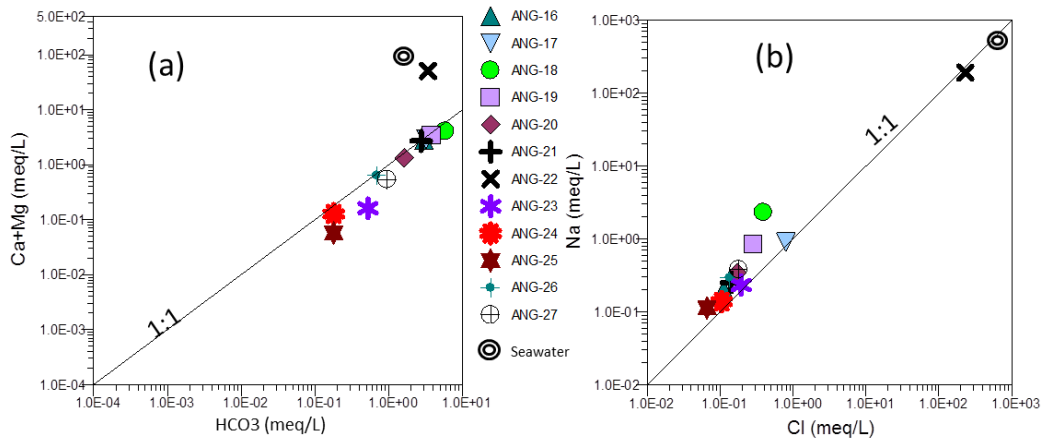 (a)
5.0E+02
1.0E+02
1.0E+01
1.0E+00
1.0E-01
1.0E-02
1.0E-03
1.0E-04
Ca+Mg (meq/L)
1:1
1.0E-04 1.0E-03 1.0E-02 1.0E-01 1.0E+00 1.0E+01
HCO3 (meq/L)
ANG-16
ANG-17
ANG-18
ANG-19
ANG-20
ANG-21
ANG-22
ANG-23
ANG-24
ANG-25
ANG-26
ANG-27
Seawater
(b)
1.0E+03
1.0E+02
1.0E+01
1.0E+00
1.0E-01
1.0E-02
Na (meq/L)
1:1
1.0E-02 1.0E-01 1.0E+00 1.0E+01 1.0E+02 1.0E+03
Cl (meq/L)